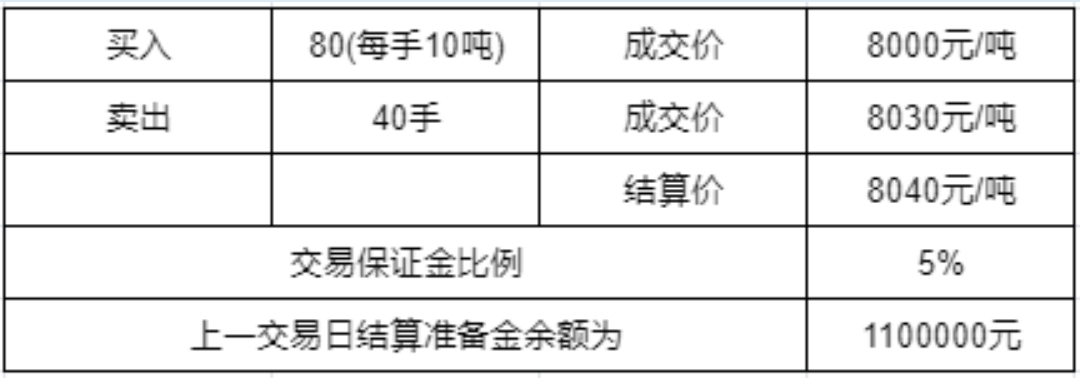 买入 80(每手10吨) 成交价 8000元/吨
卖出 40手 成交价 8030元/吨
结算价 8040元/吨
交易保证金比例 5%
上一交易日结算准备金余额为 1100000元